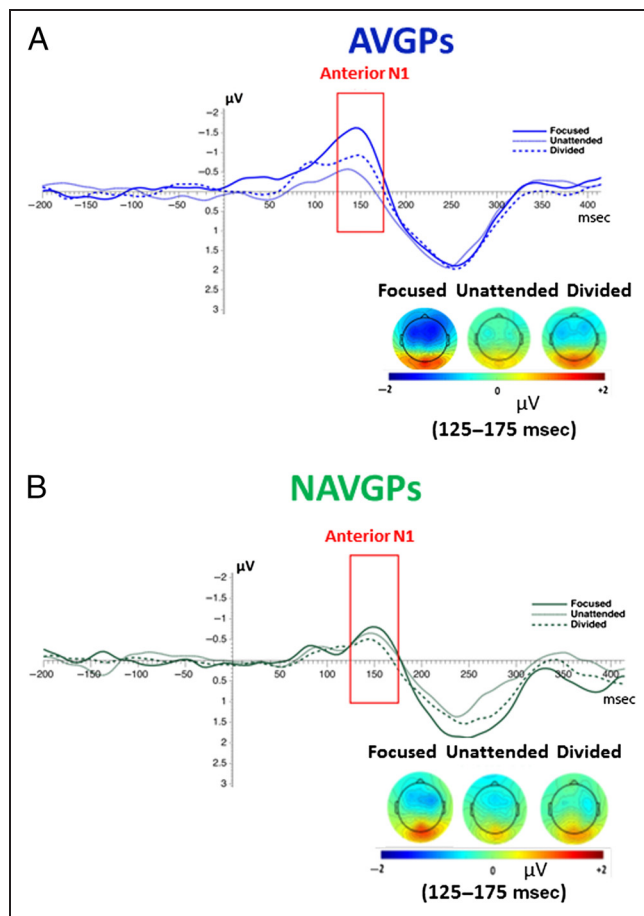 A
AVGPs
Anterior N1
μV
−2
−1.5
−1
−0.5
0.5
1
1.5
2
2.5
3
−200 −150 −100 −50 0 50 100 150 200 250 300 350 400
msec
Focused
Unattended
Divided
Focused Unattended Divided
−2 0 +2
μV
(125–175 msec)
B
NAVGPs
Anterior N1
μV
−2
−1.5
−1
−0.5
0.5
1
1.5
2
2.5
3
−200 −150 −100 −50 0 50 100 150 200 250 300 350 400
msec
Focused
Unattended
Divided
Focused Unattended Divided
−2 0 +2
μV
(125–175 msec)